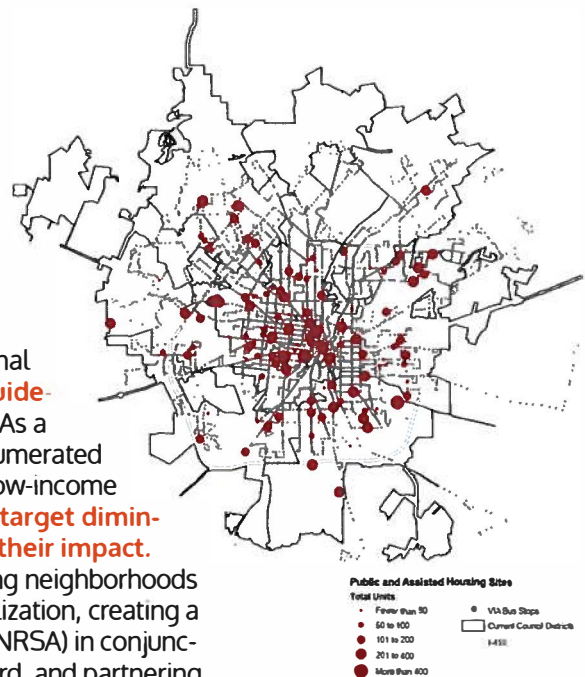 nal
uide-
As a
umerated
ow-income
target dimin-
their impact.
ng neighborhoods
lization, creating a
NRSA) in conjunc-
rd, and partnering
Public and Assisted Housing Sites
Total Units
Fewer than 50
50 to 100
101 to 200
201 to 400
More than 400
VIA Bus Stops
Current Council Districts